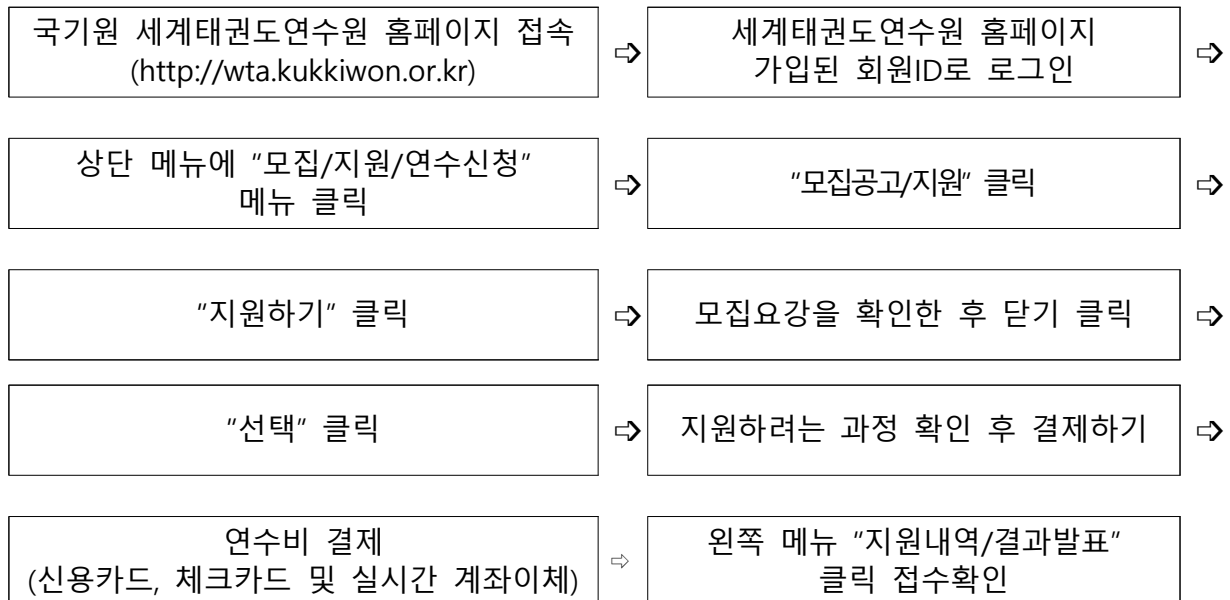 국기원 세계태권도연수원 홈페이지 접속
(http://wta.kukkiwon.or.kr)
⇨
세계태권도연수원 홈페이지
가입된 회원ID로 로그인
⇨
상단 메뉴에 "모집/지원/연수신청"
메뉴 클릭
⇨
"모집공고/지원" 클릭
⇨
"지원하기" 클릭
⇨
모집요강을 확인한 후 닫기 클릭
⇨
"선택" 클릭
⇨
지원하려는 과정 확인 후 결제하기
⇨
연수비 결제
(신용카드, 체크카드 및 실시간 계좌이체)
⇨
왼쪽 메뉴 "지원내역/결과발표"
클릭 접수확인